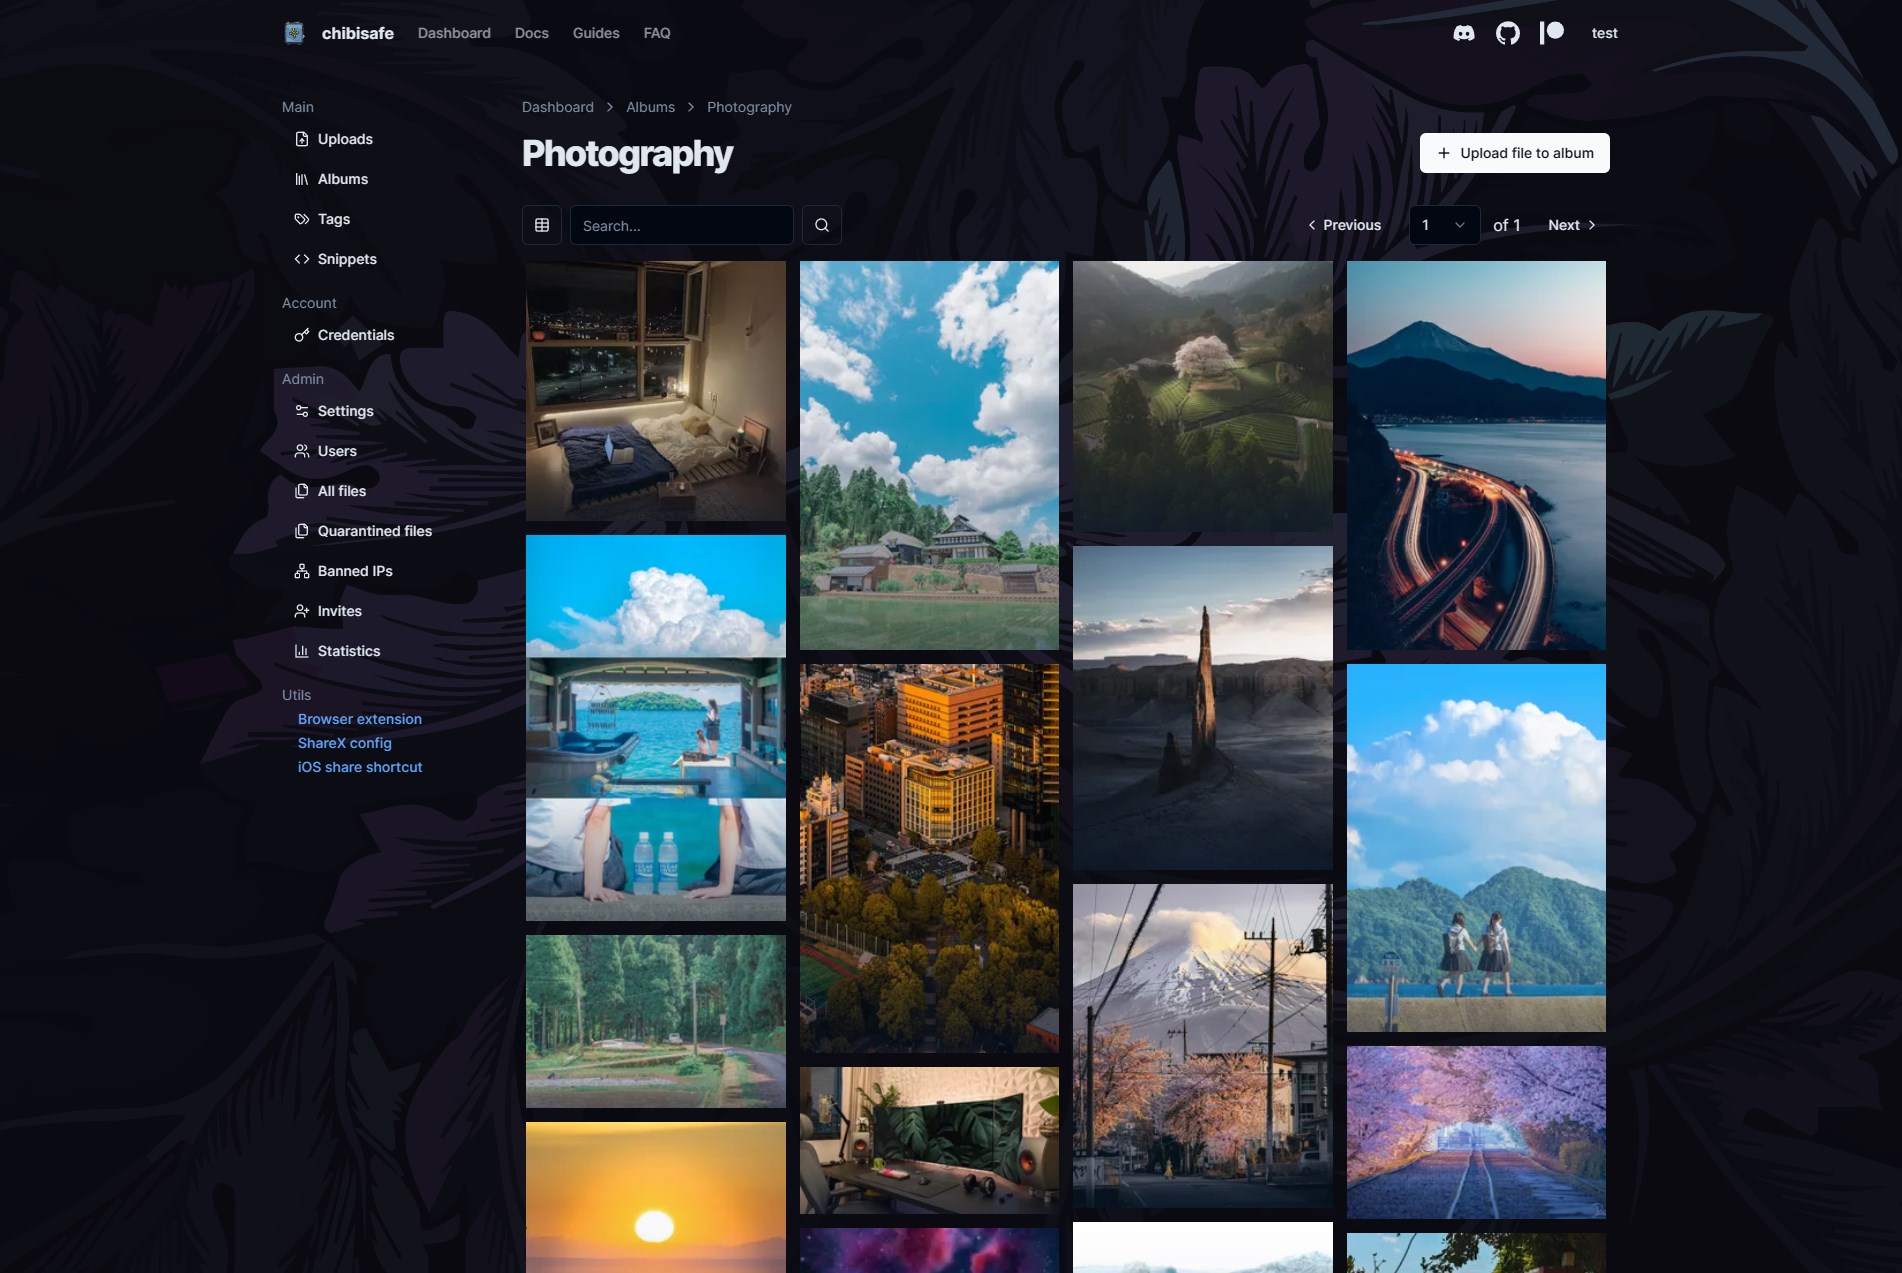 chibisafe
Dashboard
Docs
Guides
FAQ
test
Main
Uploads
Albums
Tags
Snippets
Account
Credentials
Admin
Settings
Users
All files
Quarantined files
Banned IPs
Invites
Statistics
Utils
Browser extension
ShareX config
iOS share shortcut
Dashboard > Albums > Photography
Photography
+ Upload file to album
Search...
Previous
1
of 1
Next